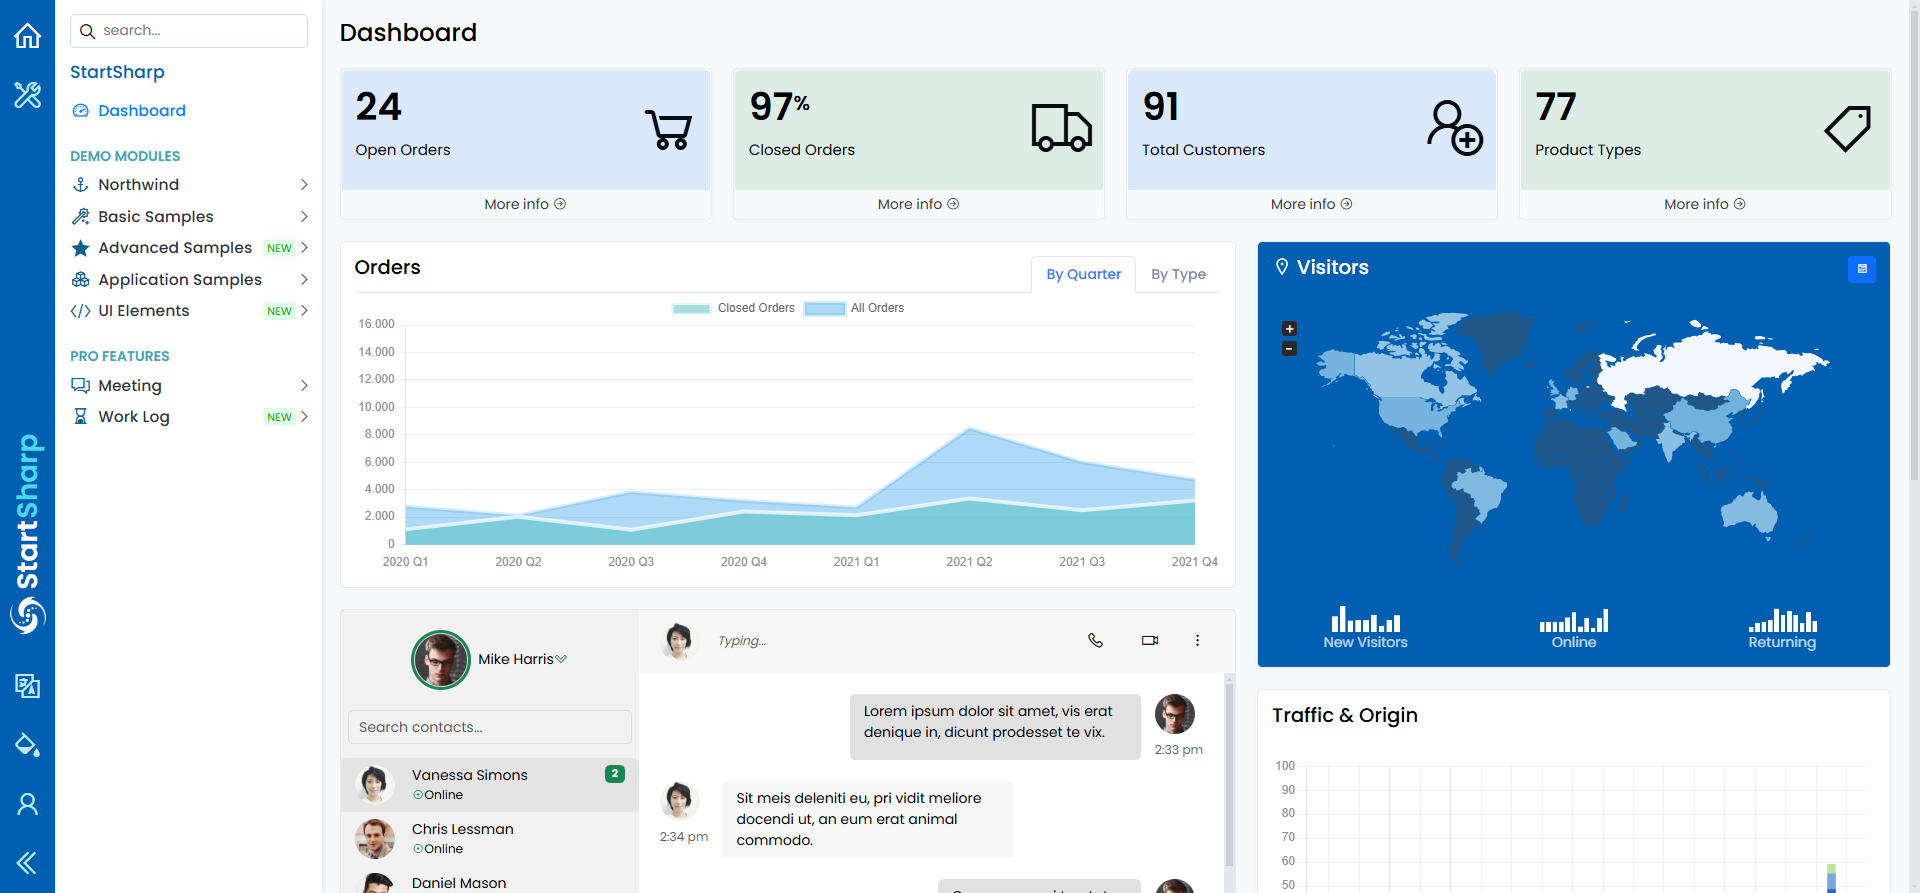 search...
StartSharp
Dashboard
DEMO MODULES
Northwind
Basic Samples
Advanced Samples NEW
Application Samples
UI Elements NEW
PRO FEATURES
Meeting
Work Log NEW
StartSharp
Dashboard
24
Open Orders
More info
97%
Closed Orders
More info
91
Total Customers
More info
77
Product Types
More info
Orders
By Quarter
By Type
Closed Orders All Orders
16.000
14.000
12.000
10.000
8.000
6.000
4.000
2.000
0
2020 Q1 2020 Q2 2020 Q3 2020 Q4 2021 Q1 2021 Q2 2021 Q3 2021 Q4
Visitors
+
-
New Visitors
Online
Returning
Mike Harris
Search contacts...
Vanessa Simons 2
Online
Chris Lessman
Online
Daniel Mason
Typing...
Lorem ipsum dolor sit amet, vis erat
denique in, dicunt prodesset te vix.
2:33 pm
Sit meis deleniti eu, pri vidit meliore
docendi ut, an eum erat animal
commodo.
2:34 pm
Traffic & Origin
100
90
80
70
60
50